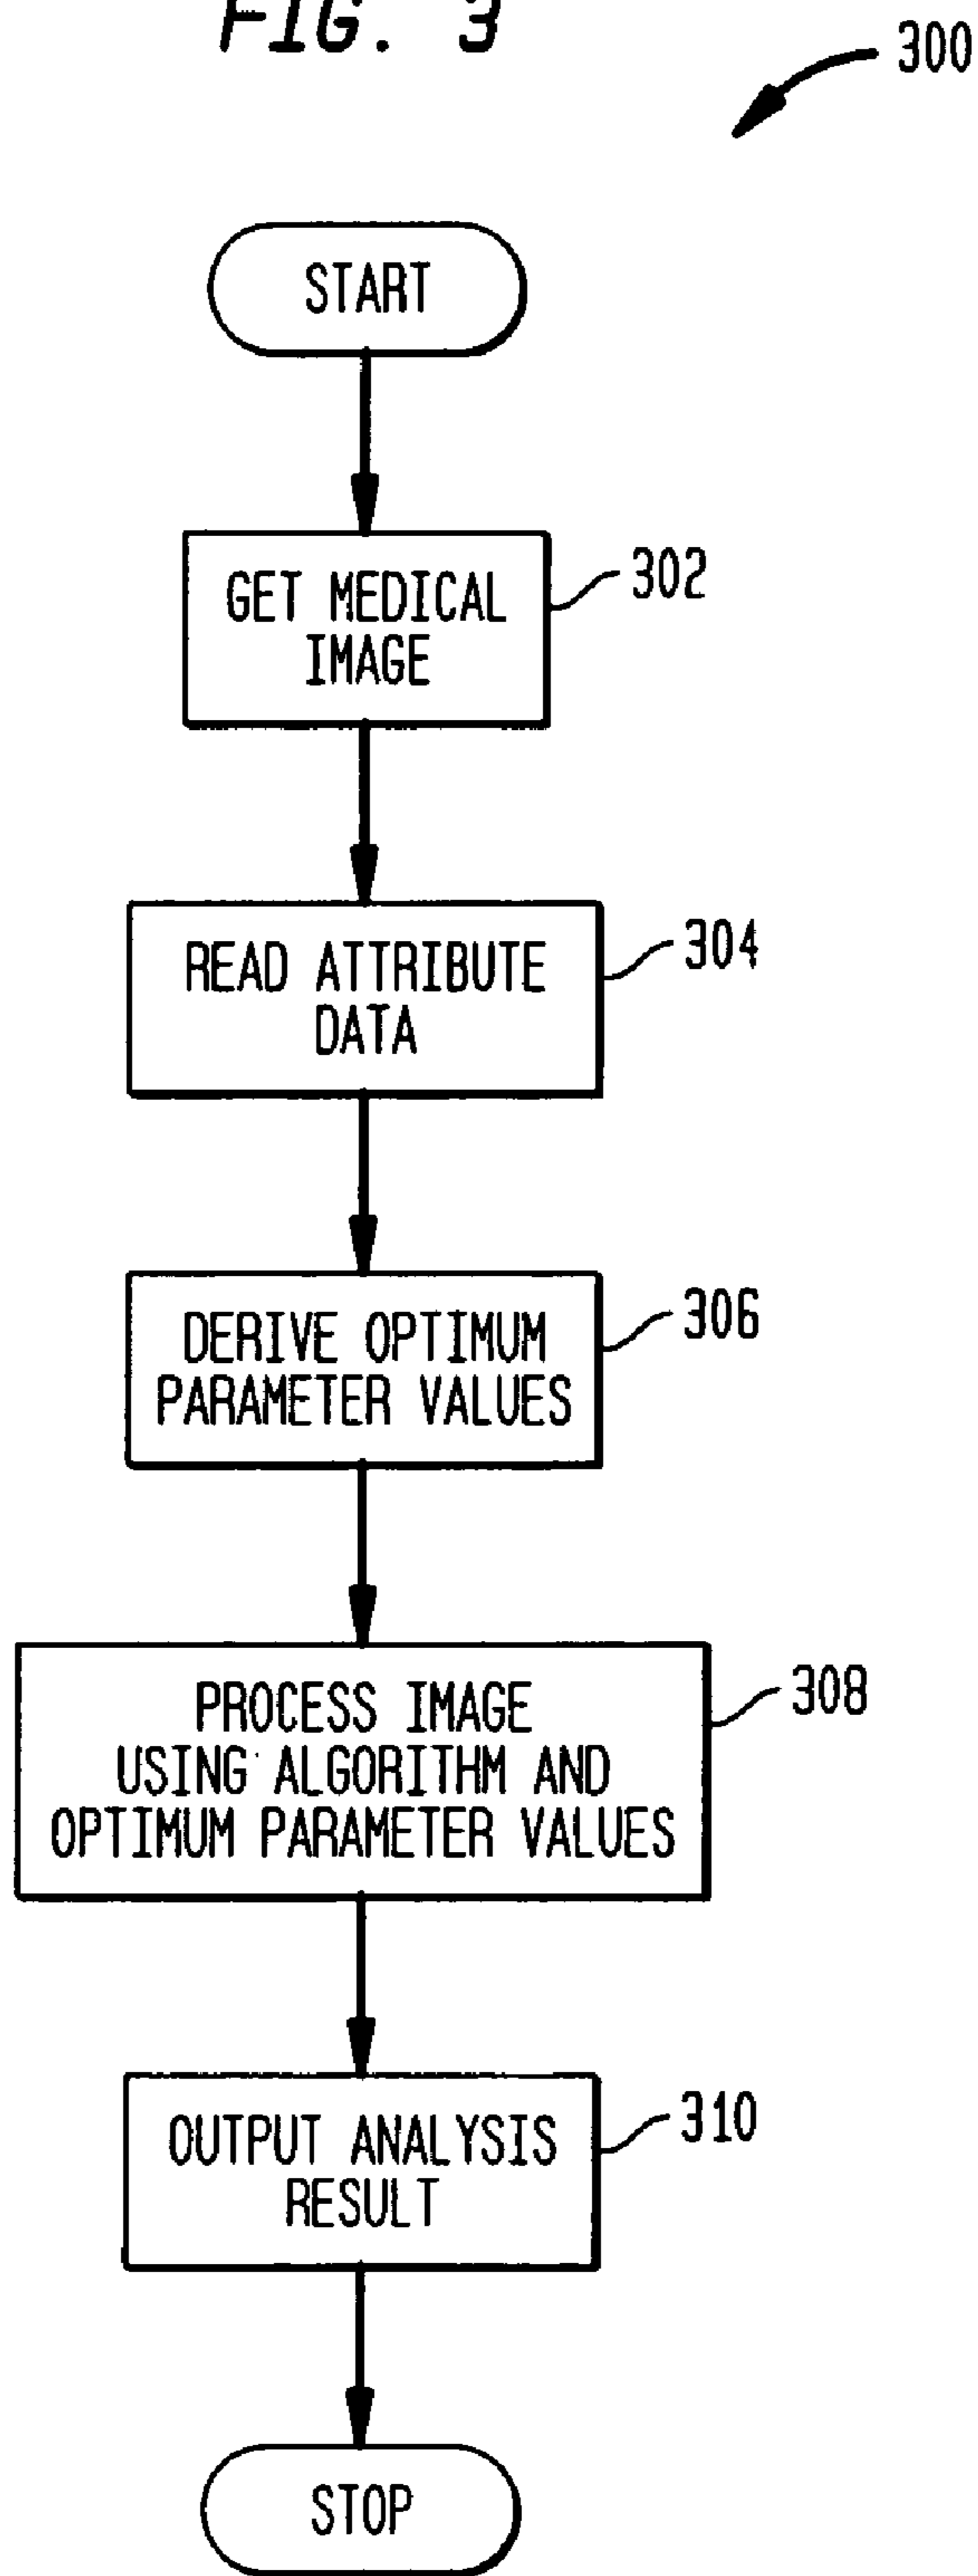 FIG. 3
300
START
GET MEDICAL
IMAGE
302
READ ATTRIBUTE
DATA
304
DERIVE OPTIMUM
PARAMETER VALUES
306
PROCESS IMAGE
USING ALGORITHM AND
OPTIMUM PARAMETER VALUES
308
OUTPUT ANALYSIS
RESULT
310
STOP